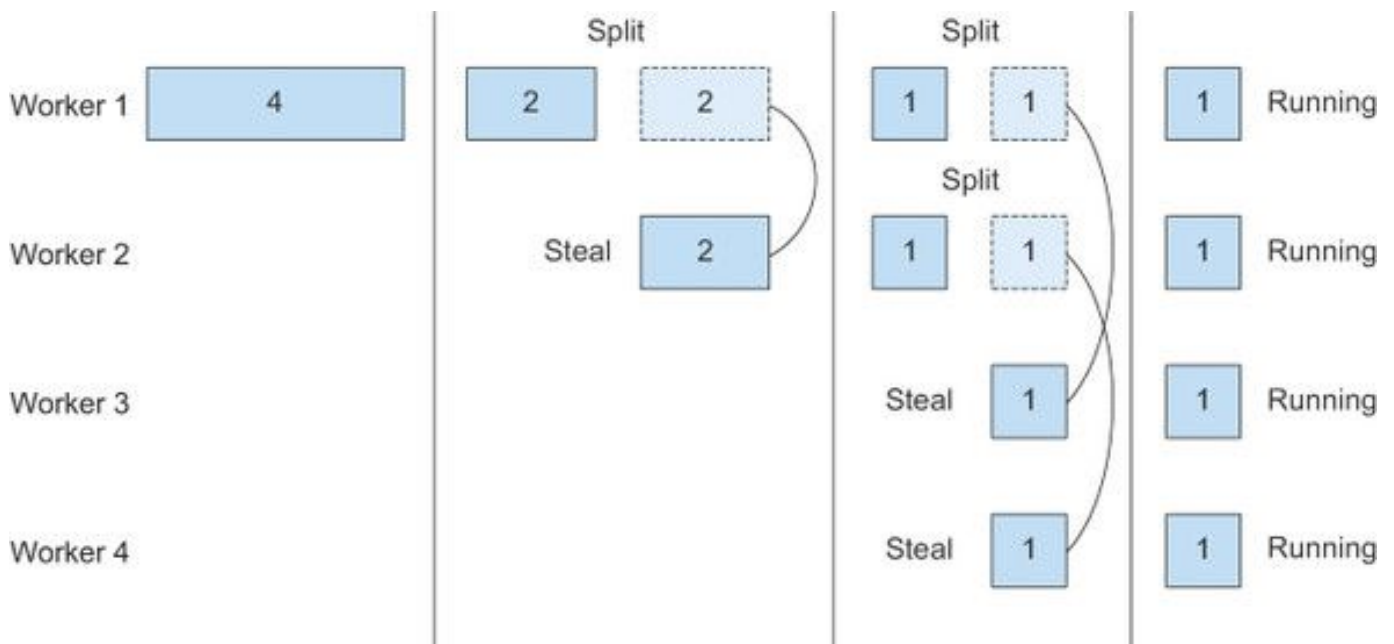 Split Split
Worker 1 4 2 2 1 1 1 Running
Split
Worker 2 Steal 2 1 1 1 Running
Worker 3 Steal 1 1 Running
Worker 4 Steal 1 1 Running